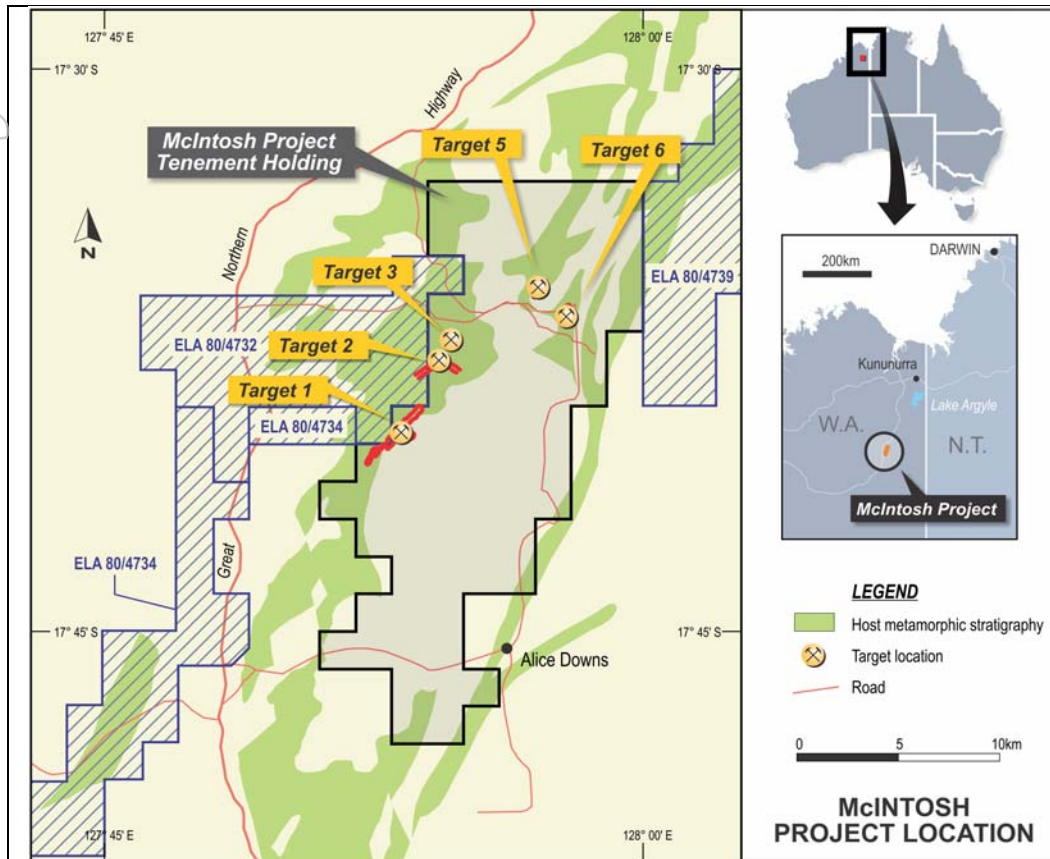 127° 45' E
128° 00' E
17° 30' S
17° 30' S
Highway
McIntosh Project
Tenement Holding
Target 5
Target 6
N
Northern
Target 3
ELA 80/4739
ELA 80/4732
Target 2
Target 1
ELA 80/4734
Great
ELA 80/4734
17° 45' S
17° 45' S
Alice Downs
127° 45' E
128° 00' E
DARWIN
200km
Kununurra
Lake Argyle
W.A.
N.T.
McIntosh Project
LEGEND
Host metamorphic stratigraphy
Target location
Road
0 5 10km
McINTOSH
PROJECT LOCATION